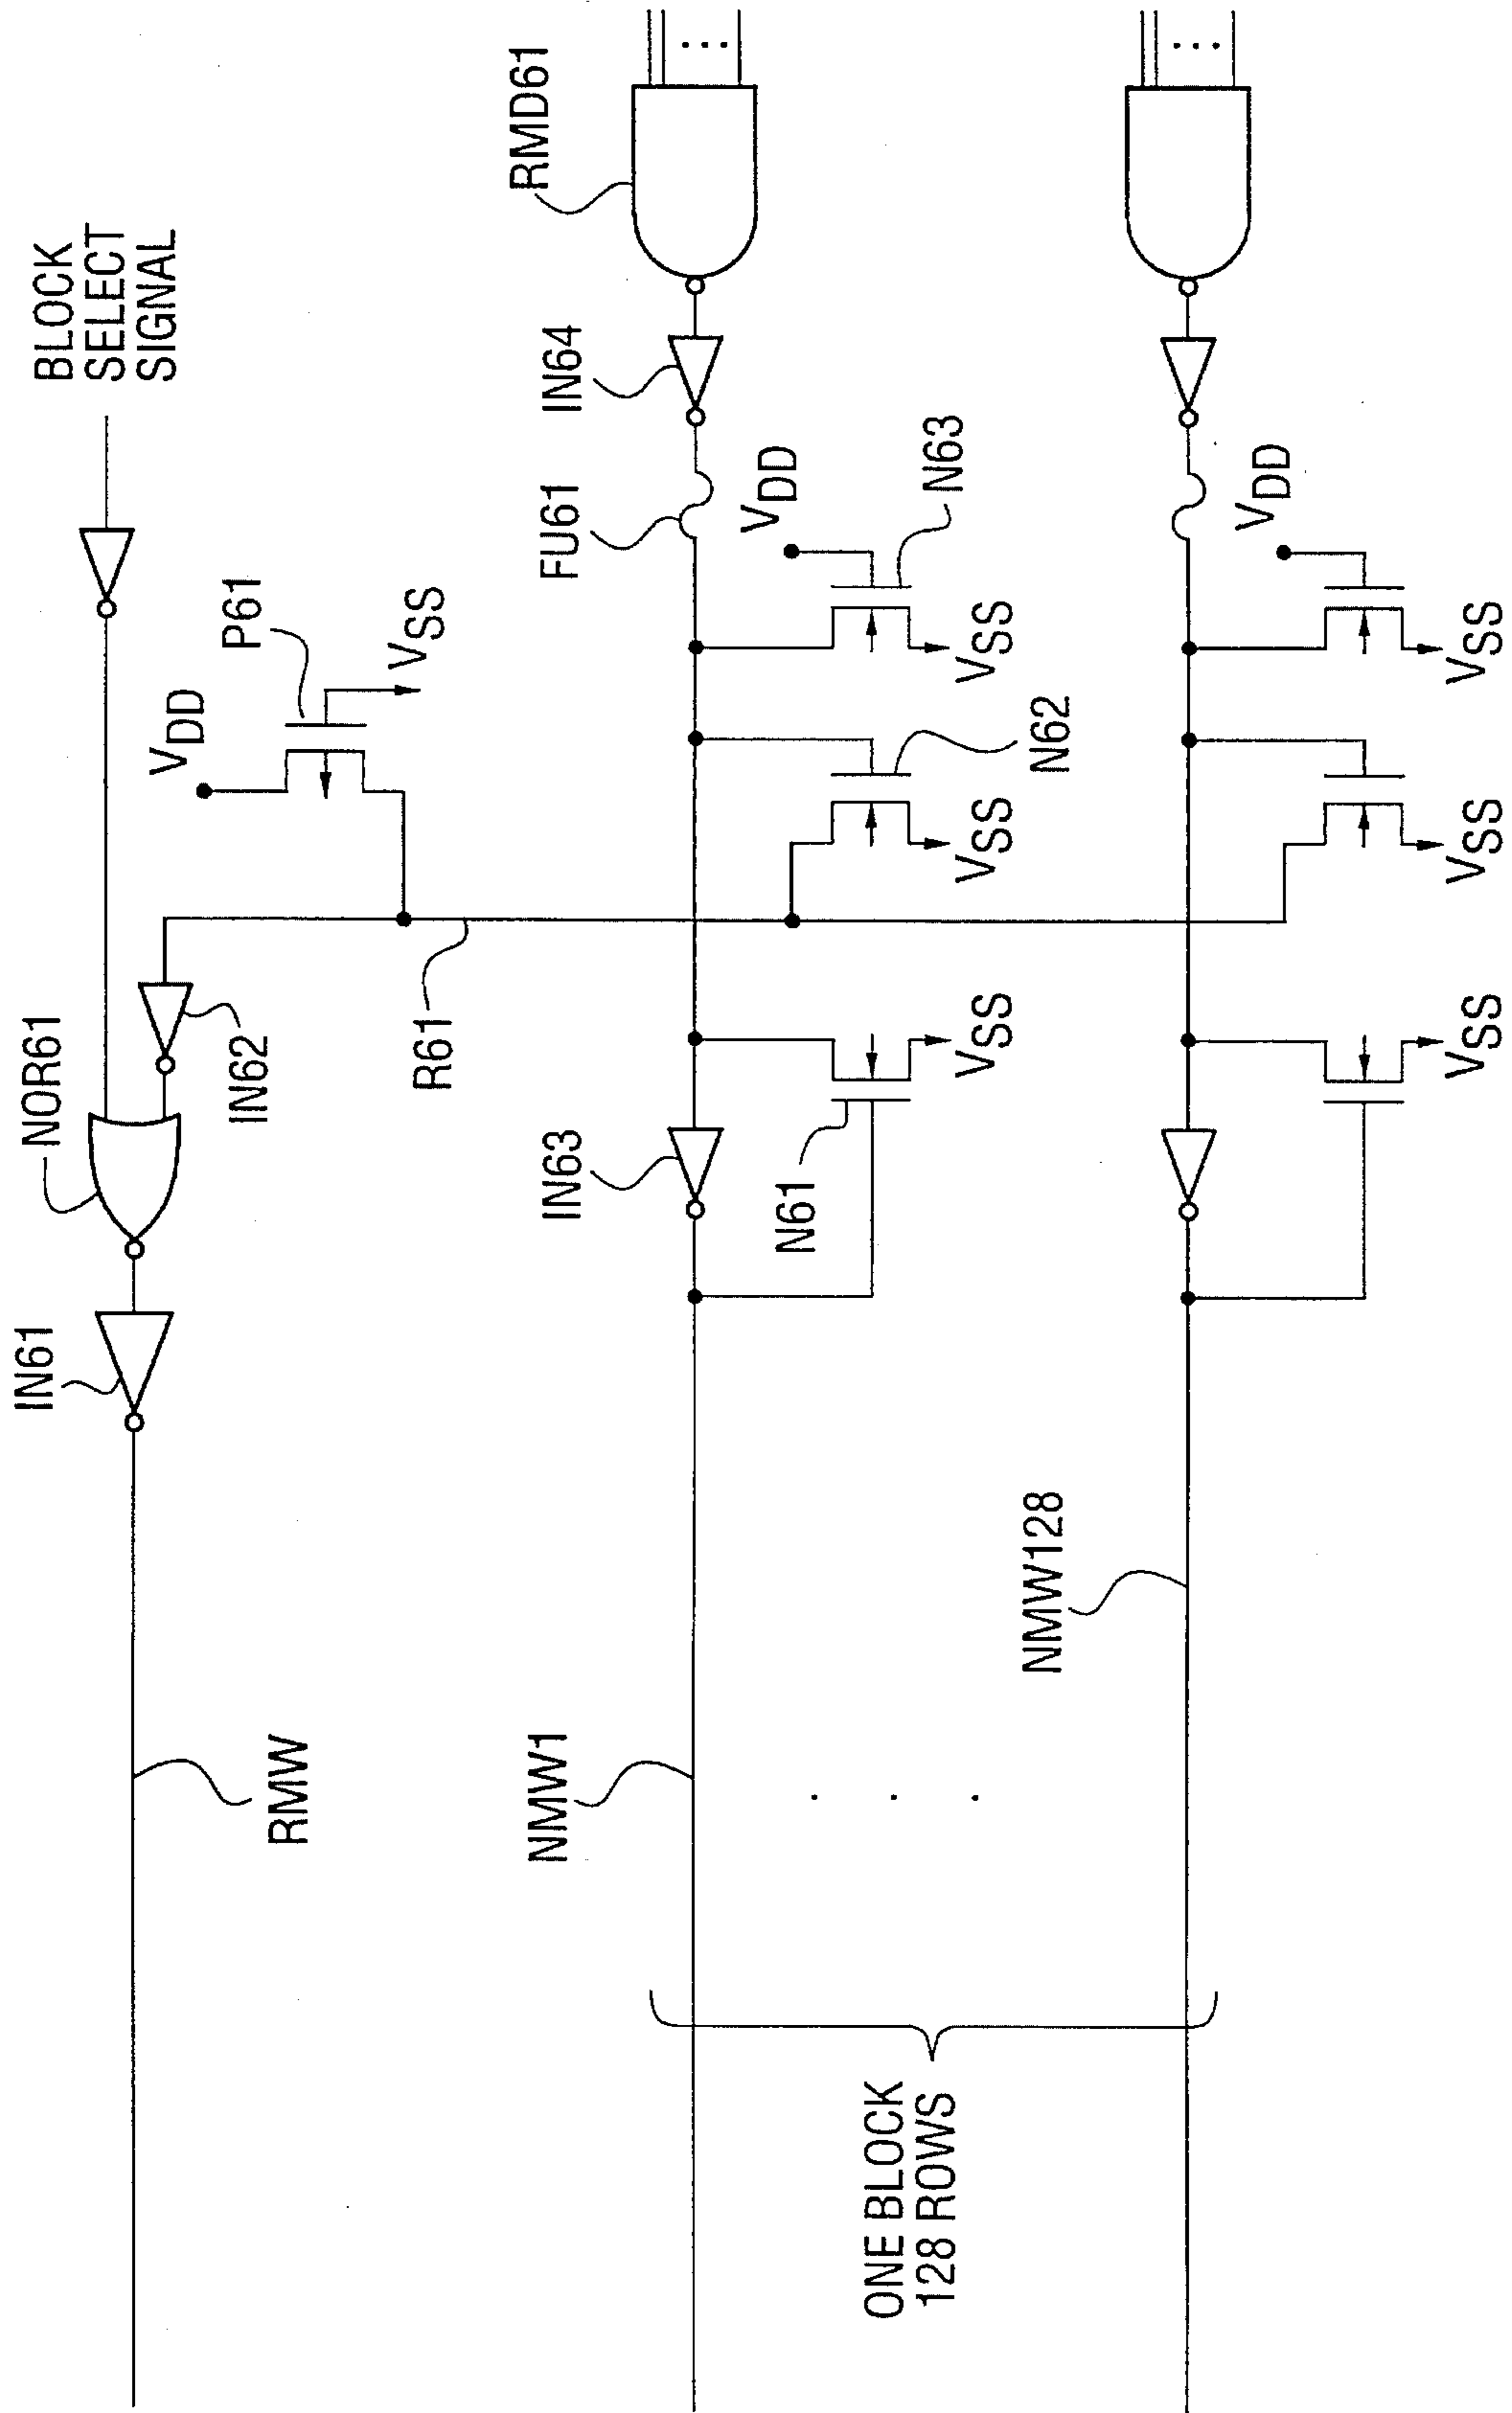 BLOCK
SELECT
SIGNAL
RMD61
IN64
FU61
VDD
N63
VDD
P61
VSS
VDD
VSS
VSS
N62
VSS
VSS
NOR61
IN62
R61
IN63
N61
VSS
VSS
IN61
RMW
NMW1
NMW128
ONE BLOCK
128 ROWS